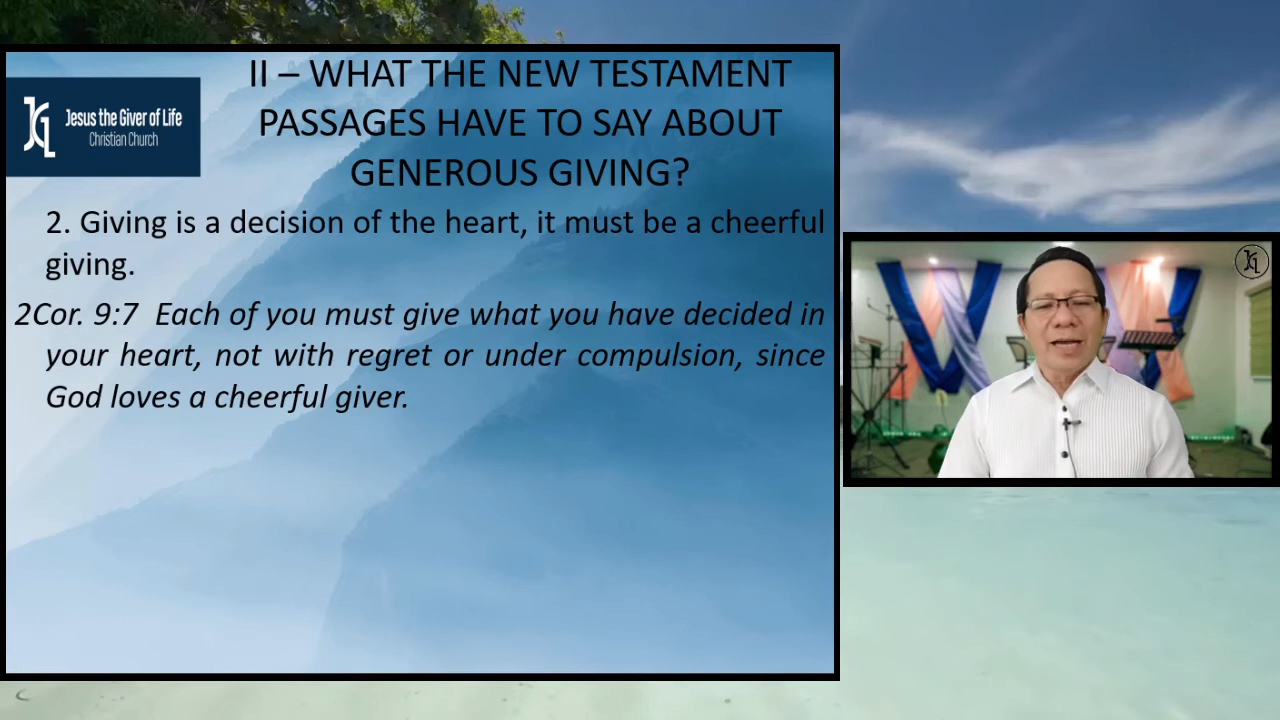 II – WHAT THE NEW TESTAMENT
PASSAGES HAVE TO SAY ABOUT
GENEROUS GIVING?
JGL
Jesus the Giver of Life
Christian Church
2. Giving is a decision of the heart, it must be a cheerful
giving.
2Cor. 9:7 Each of you must give what you have decided in
your heart, not with regret or under compulsion, since
God loves a cheerful giver.
JGL